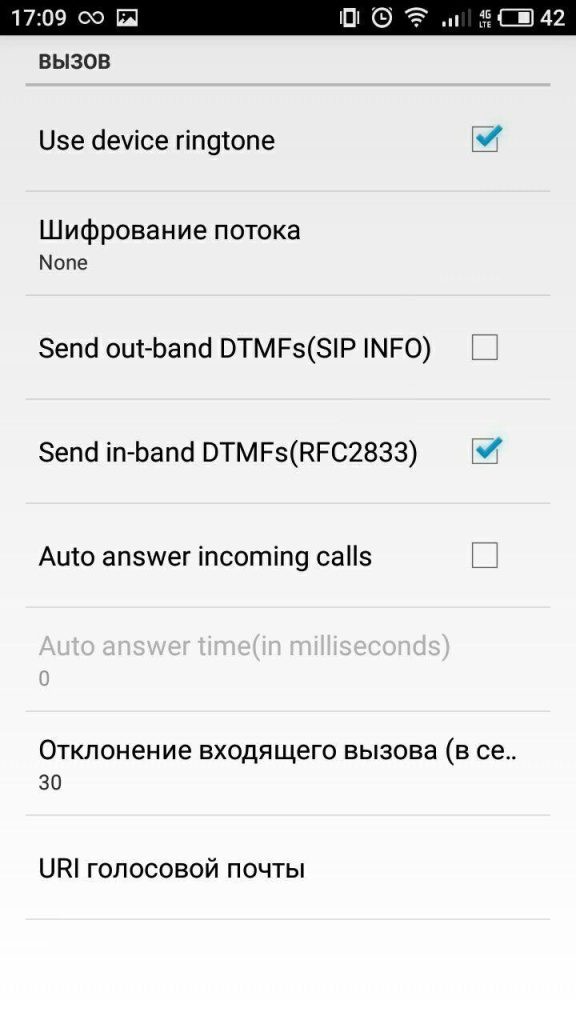 17:09 4G LTE 42
ВЫЗОВ
Use device ringtone
Шифрование потока
None
Send out-band DTMFs(SIP INFO)
Send in-band DTMFs(RFC2833)
Auto answer incoming calls
Auto answer time(in milliseconds)
0
Отклонение входящего вызова (в се..
30
URI голосовой почты